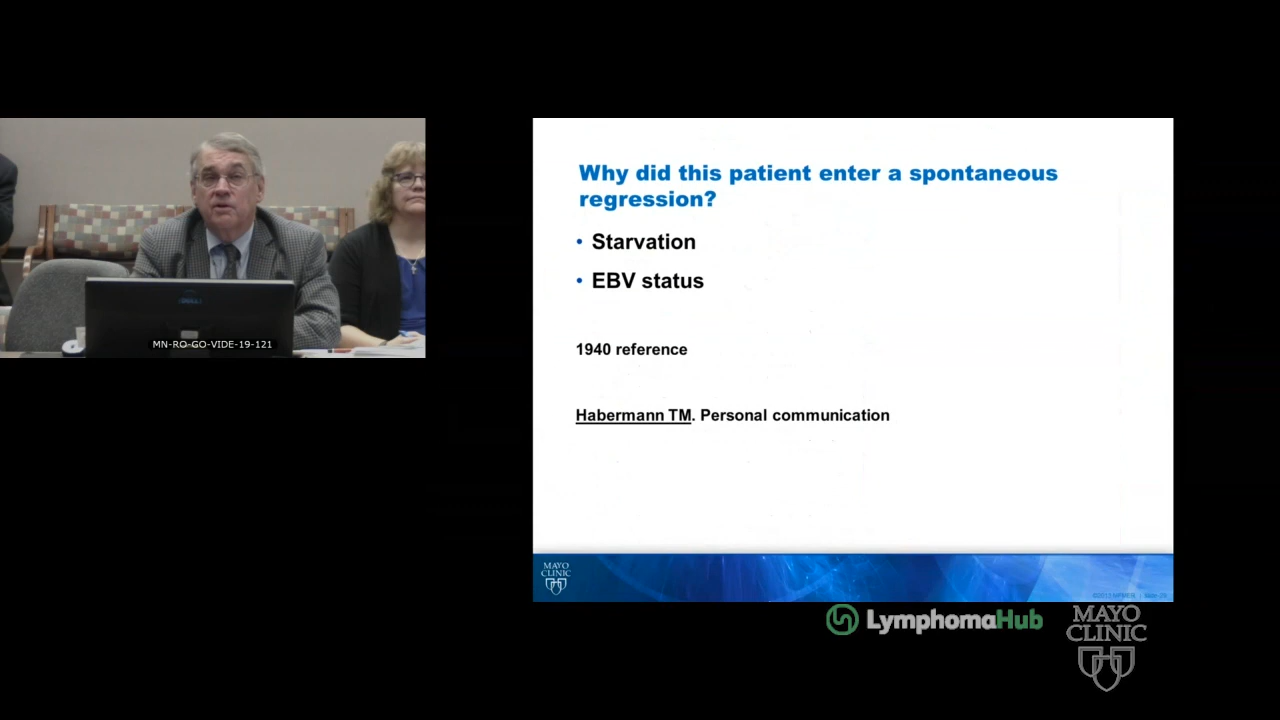 DELL
MN-RO-GO-VIDE-19-121
Why did this patient enter a spontaneous
regression?
• Starvation
• EBV status
1940 reference
Habermann TM. Personal communication
MAYO
CLINIC
LymphomaHub
MAYO
CLINIC